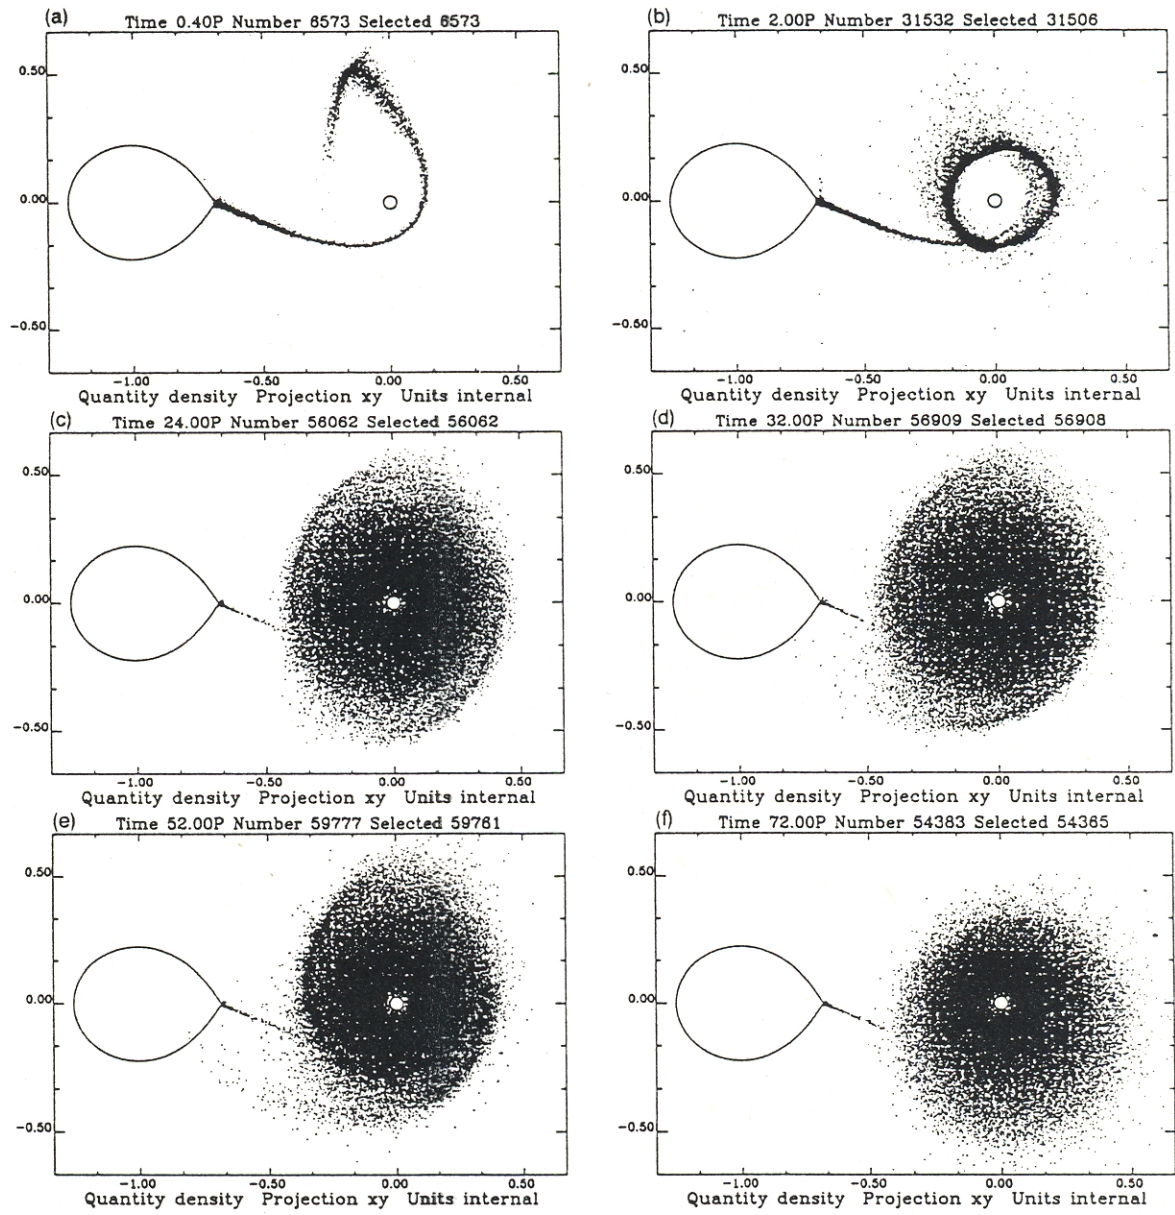 (a) Time 0.40P Number 6573 Selected 6573
0.50
0.00
−0.50
−1.00 −0.50 0.00 0.50
Quantity density Projection xy Units internal
(b) Time 2.00P Number 31532 Selected 31506
0.50
0.00
−0.50
−1.00 −0.50 0.00 0.50
Quantity density Projection xy Units internal
(c) Time 24.00P Number 56062 Selected 56062
0.50
0.00
−0.50
−1.00 −0.50 0.00 0.50
Quantity density Projection xy Units internal
(d) Time 32.00P Number 56909 Selected 56908
0.50
0.00
−0.50
−1.00 −0.50 0.00 0.50
Quantity density Projection xy Units internal
(e) Time 52.00P Number 59777 Selected 59761
0.50
0.00
−0.50
−1.00 −0.50 0.00 0.50
Quantity density Projection xy Units internal
(f) Time 72.00P Number 54383 Selected 54365
0.50
0.00
−0.50
−1.00 −0.50 0.00 0.50
Quantity density Projection xy Units internal